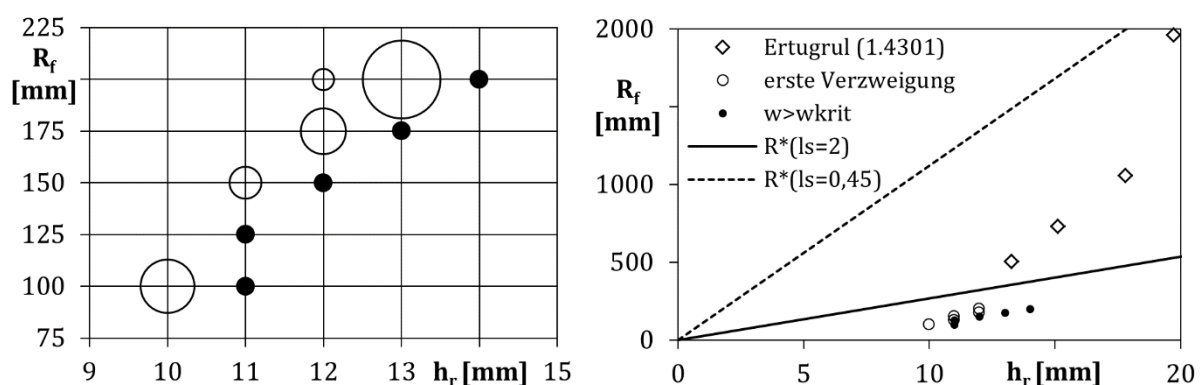 225
R_f
[mm]
175
150
125
100
75
9 10 11 12 13 h_r [mm] 15
2000
Ertugrul (1.4301)
R_f
erste Verzweigung
[mm]
w>wkrit
R*(ls=2)
1000
R*(ls=0,45)
500
0
0 5 10 h_r [mm] 20